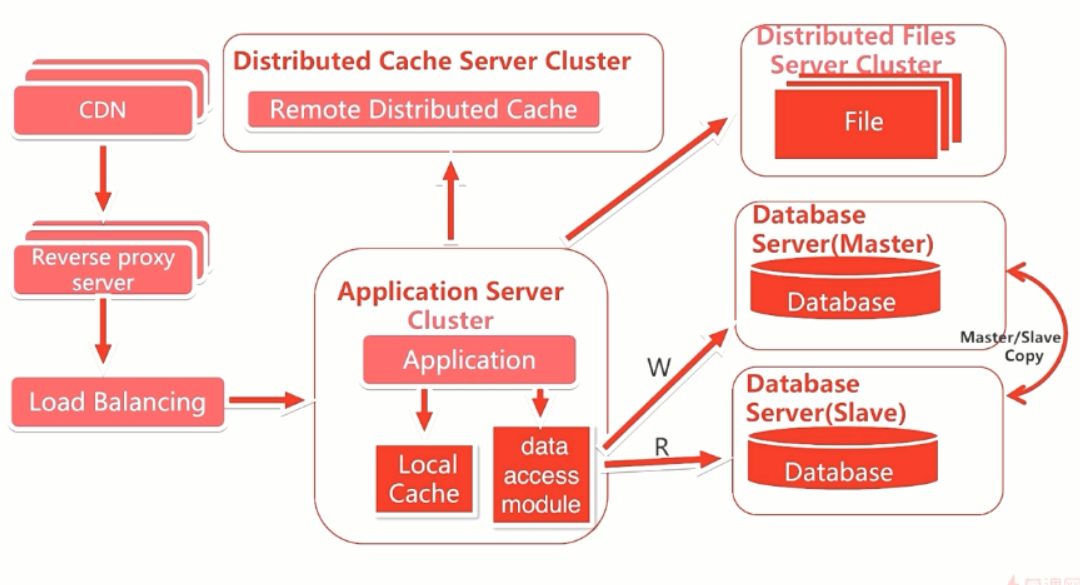 Distributed Cache Server Cluster
Remote Distributed Cache
Distributed Files
Server Cluster
File
CDN
Reverse proxy
server
Load Balancing
Application Server
Cluster
Application
Local
Cache
data
access
module
W
R
Database
Server(Master)
Database
Master/Slave
Copy
Database
Server(Slave)
Database